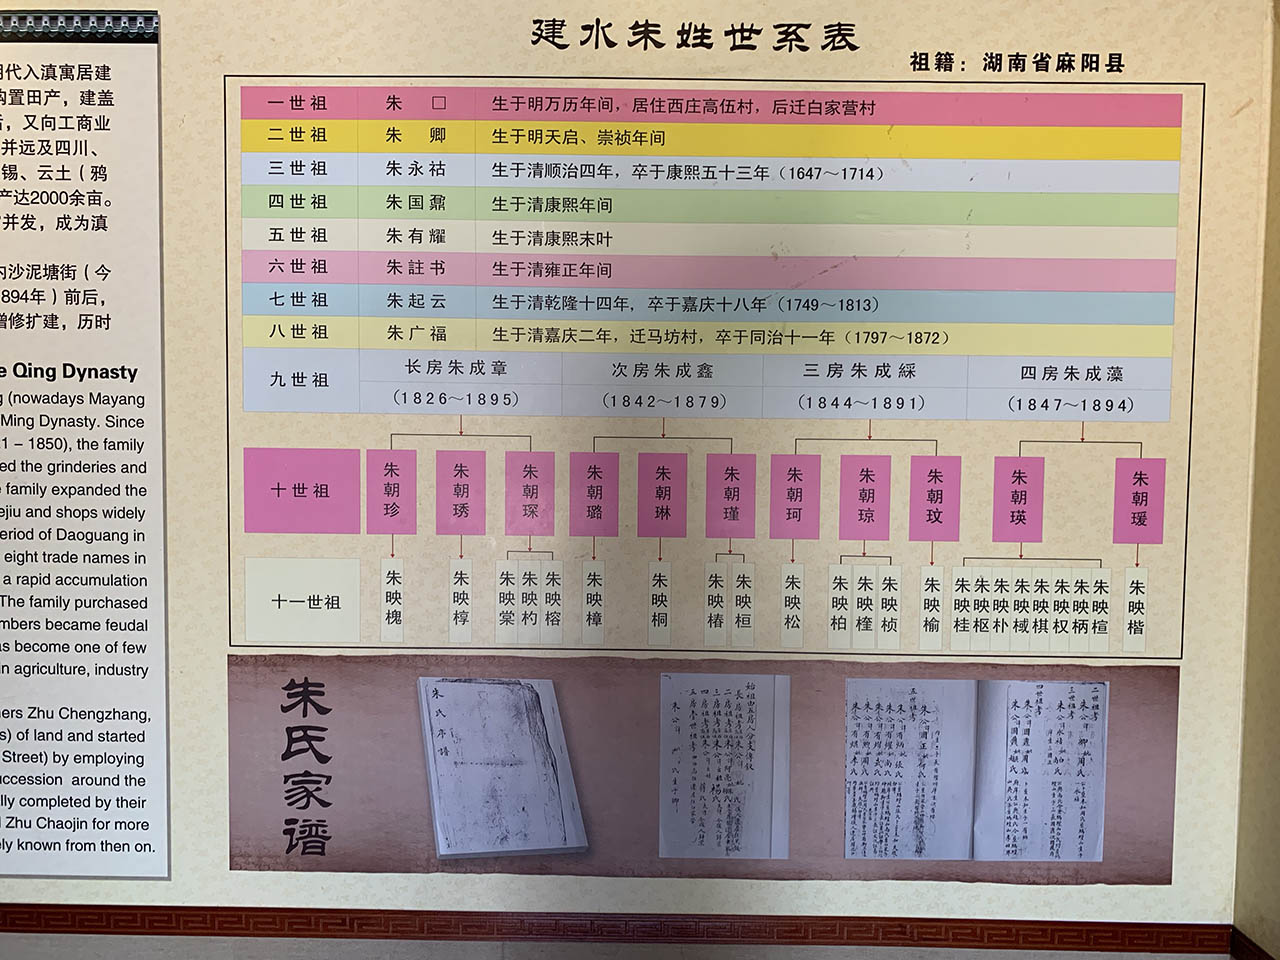 建水朱姓世系表
祖籍：湖南省麻阳县
一世祖 朱 □ 生于明万历年间，居住西庄高伍村，后迁白家营村
二世祖 朱 卿 生于明天启、崇祯年间
三世祖 朱永祜 生于清顺治四年，卒于康熙五十三年（1647～1714）
四世祖 朱国鼐 生于清康熙年间
五世祖 朱有耀 生于清康熙末叶
六世祖 朱註书 生于清雍正年间
七世祖 朱起云 生于清乾隆十四年，卒于嘉庆十八年（1749～1813）
八世祖 朱广福 生于清嘉庆二年，迁马坊村，卒于同治十一年（1797～1872）
九世祖 长房朱成章 次房朱成鑫 三房朱成綵 四房朱成藻
（1826～1895） （1842～1879） （1844～1891） （1847～1894）
十世祖 朱朝珍 朱朝琇 朱朝琛 朱朝璐 朱朝琳 朱朝瑾 朱朝珂 朱朝琼 朱朝玟 朱朝瑛 朱朝瑗
十一世祖 朱映槐 朱映椁 朱映棠 朱映杓 朱映榕 朱映樟 朱映桐 朱映椿 朱映桓 朱映松 朱映柏 朱映楏 朱映桢 朱映榆 朱映桂 朱映枢 朱映朴 朱映棫 朱映棋 朱映权 朱映柄 朱映楦 朱映楷
朱氏家谱
朱氏序谱
明代入滇寓居建
购置田产，建盖
后，又向工商业
并远及四川、
锡、云土（鸦
产达2000余亩。
并发，成为滇
内沙泥塘街（今
894年）前后，
增修扩建，历时
e Qing Dynasty
g (nowadays Mayang
Ming Dynasty. Since
1 – 1850), the family
ed the grinderies and
e family expanded the
ejiu and shops widely
eriod of Daoguang in
eight trade names in
a rapid accumulation
The family purchased
mbers became feudal
as become one of few
in agriculture, industry
hers Zhu Chengzhang,
s) of land and started
Street) by employing
uccession around the
lly completed by their
d Zhu Chaojin for more
ely known from then on.